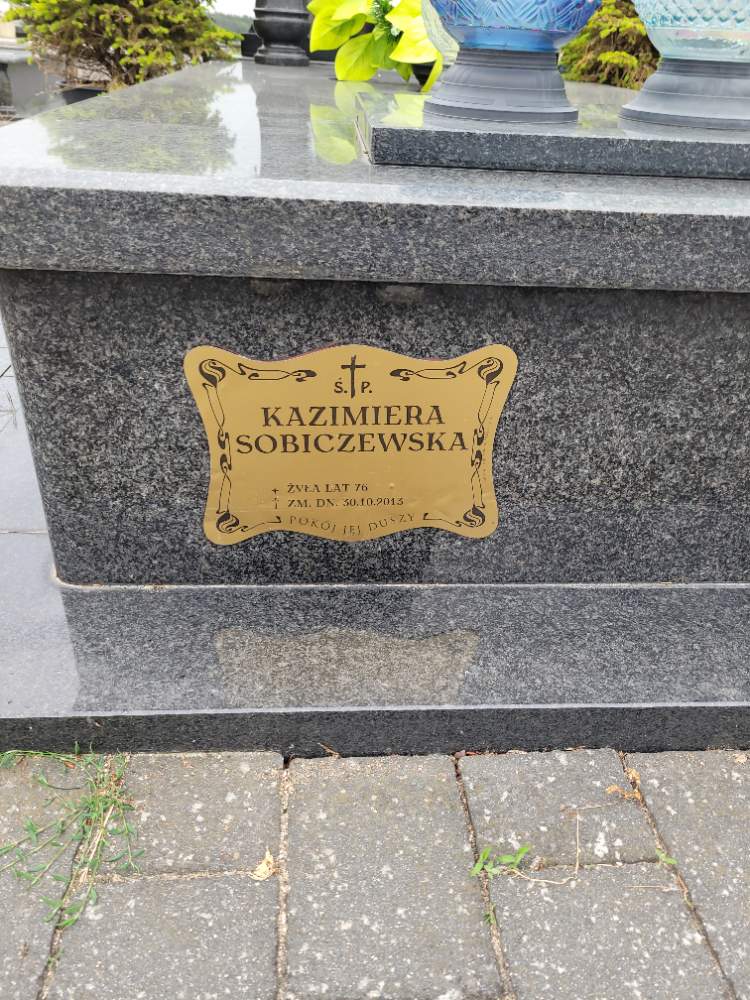 Ś. P.
KAZIMIERA
SOBICZEWSKA
ŻYŁA LAT 76
ZM. DN. 30.10.2013
POKÓJ JEJ DUSZY